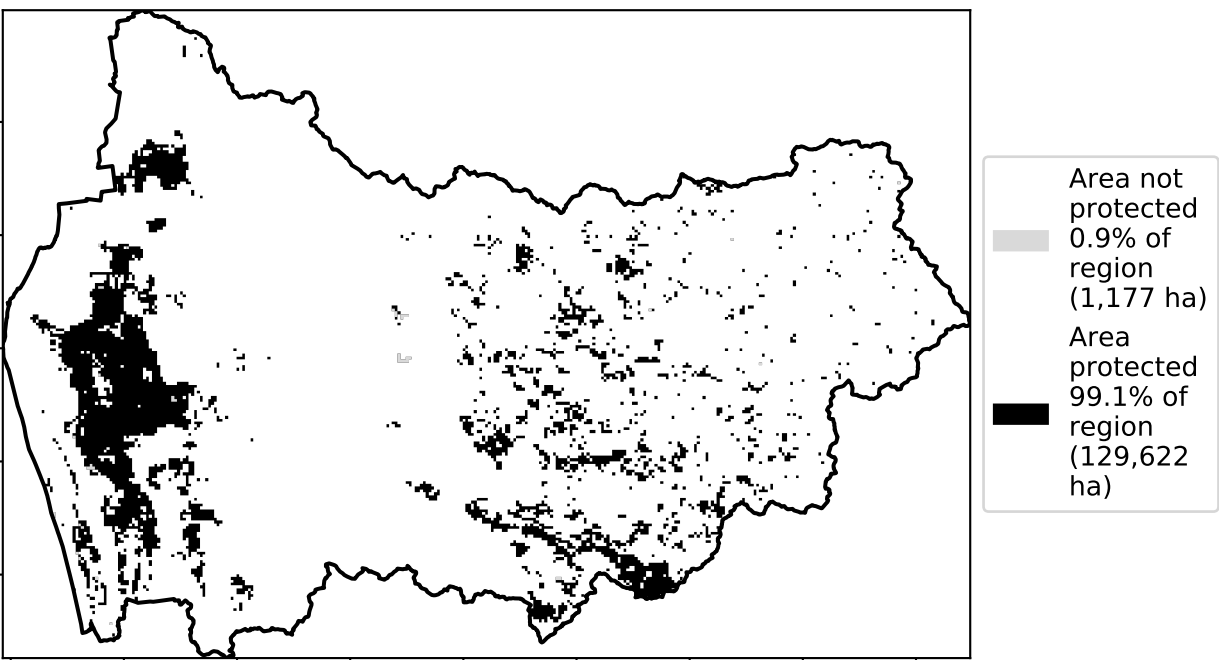 Area not
protected
0.9% of
region
(1,177 ha)
Area
protected
99.1% of
region
(129,622
ha)